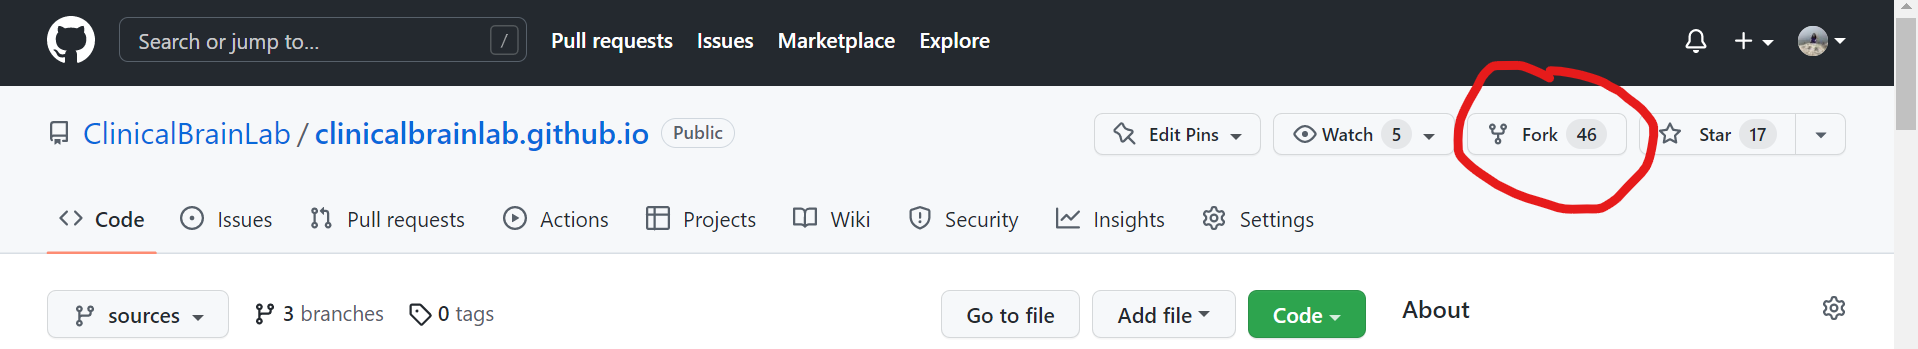 Search or jump to... / Pull requests Issues Marketplace Explore
ClinicalBrainLab / clinicalbrainlab.github.io Public Edit Pins Watch 5 Fork 46 Star 17
Code Issues Pull requests Actions Projects Wiki Security Insights Settings
sources 3 branches 0 tags Go to file Add file Code About